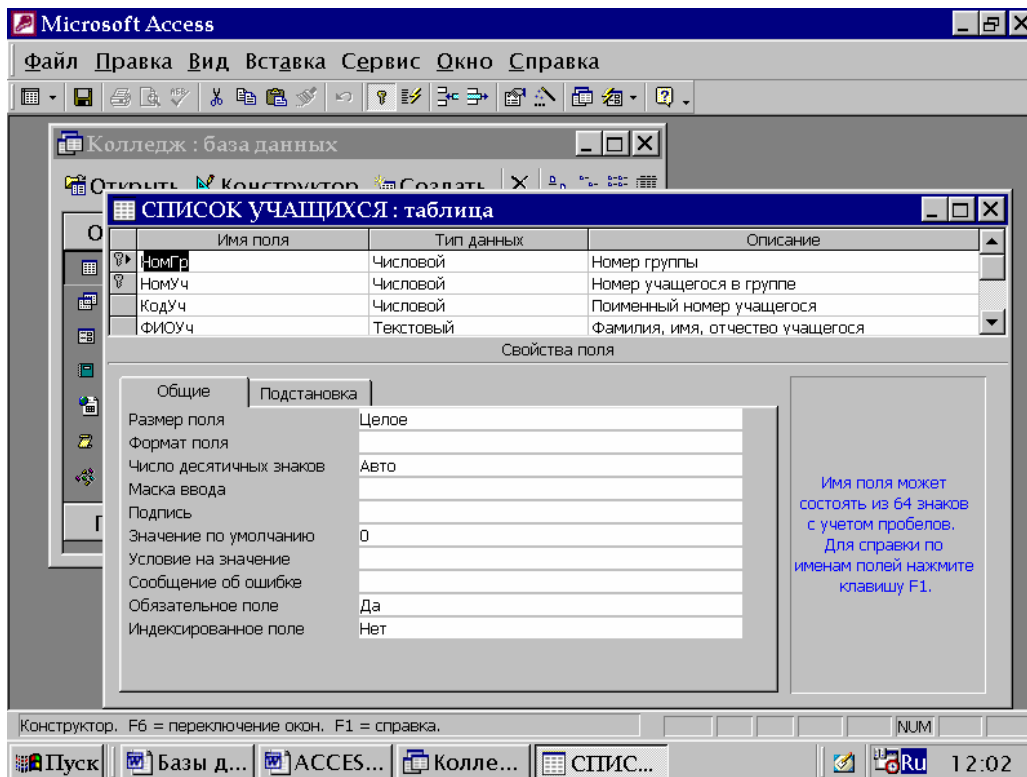 Microsoft Access
Файл Правка Вид Вставка Сервис Окно Справка
Колледж : база данных
Открыть Конструктор Создать
СПИСОК УЧАЩИХСЯ : таблица
Имя поля Тип данных Описание
НомГр Числовой Номер группы
НомУч Числовой Номер учащегося в группе
КодУч Числовой Поименный номер учащегося
ФИОУч Текстовый Фамилия, имя, отчество учащегося
Свойства поля
Общие Подстановка
Размер поля Целое
Формат поля
Число десятичных знаков Авто
Маска ввода
Подпись
Значение по умолчанию 0
Условие на значение
Сообщение об ошибке
Обязательное поле Да
Индексированное поле Нет
Имя поля может
состоять из 64 знаков
с учетом пробелов.
Для справки по
именам полей нажмите
клавишу F1.
Конструктор. F6 = переключение окон. F1 = справка. NUM
Пуск Базы д... ACCES... Колле... СПИС... Ru 12:02